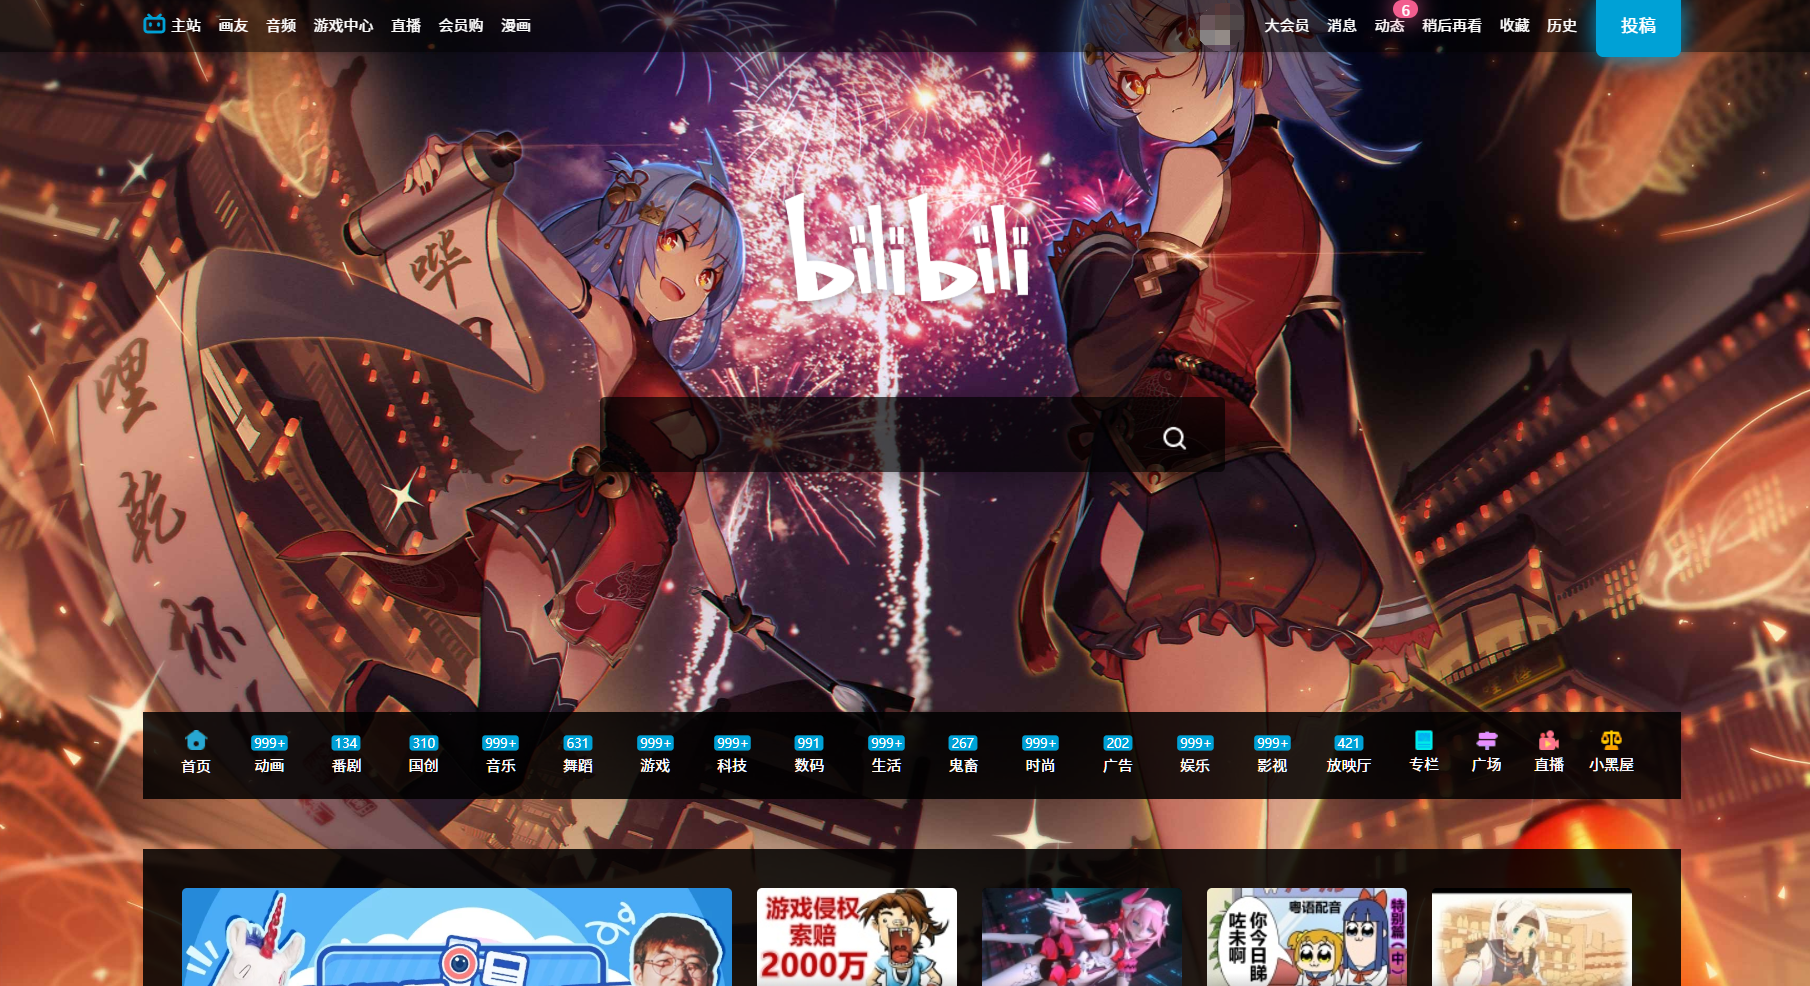 主站 画友 音频 游戏中心 直播 会员购 漫画
大会员 消息 动态 6 稍后再看 收藏 历史 投稿
bilibili
哔
哩
哩
乾
杯
首页 999+ 动画 134 番剧 310 国创 999+ 音乐 631 舞蹈 999+ 游戏 999+ 科技 991 数码 999+ 生活 267 鬼畜 999+ 时尚 202 广告 999+ 娱乐 999+ 影视 421 放映厅 专栏 广场 直播 小黑屋
游戏侵权
索赔
2000万
粤语配音
特别篇(中)
你今日睇
咗未啊